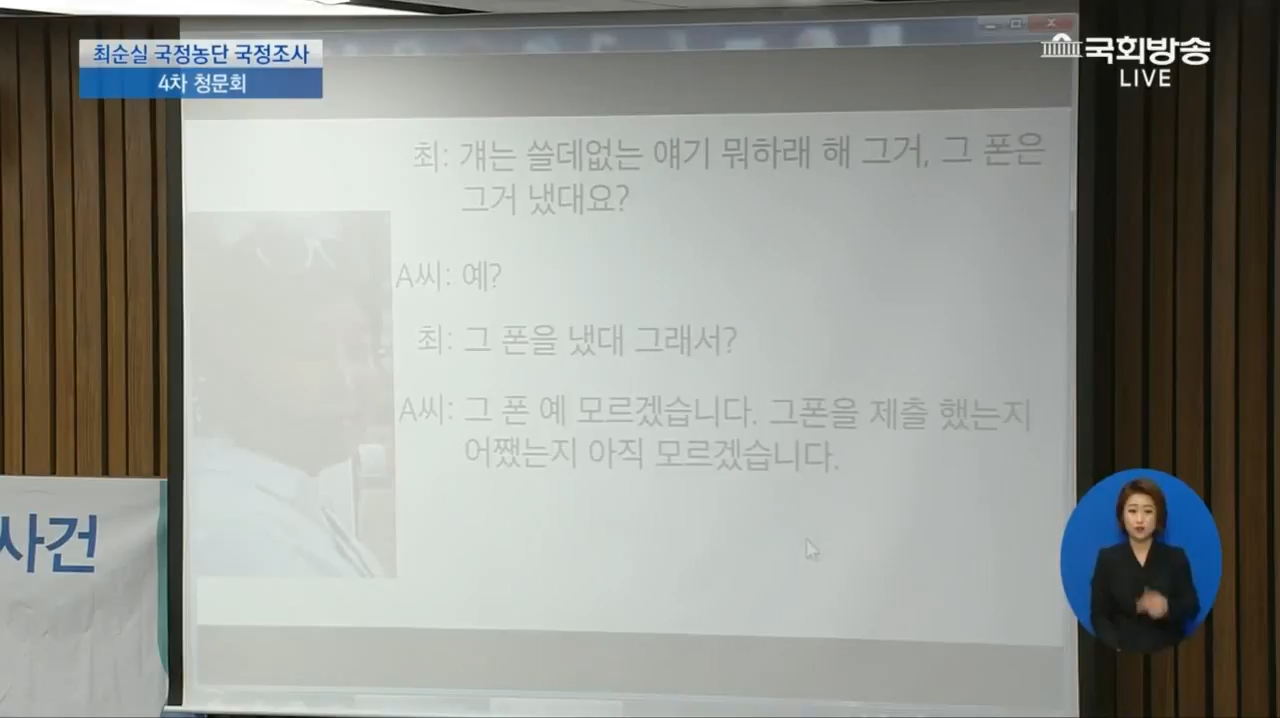 최순실 국정농단 국정조사
4차 청문회
국회방송
LIVE
최: 걔는 쓸데없는 얘기 뭐하래 해 그거, 그 폰은
그거 냈대요?
A씨: 예?
최: 그 폰을 냈대 그래서?
A씨: 그 폰 예 모르겠습니다. 그폰을 제출 했는지
어쨌는지 아직 모르겠습니다.
사건